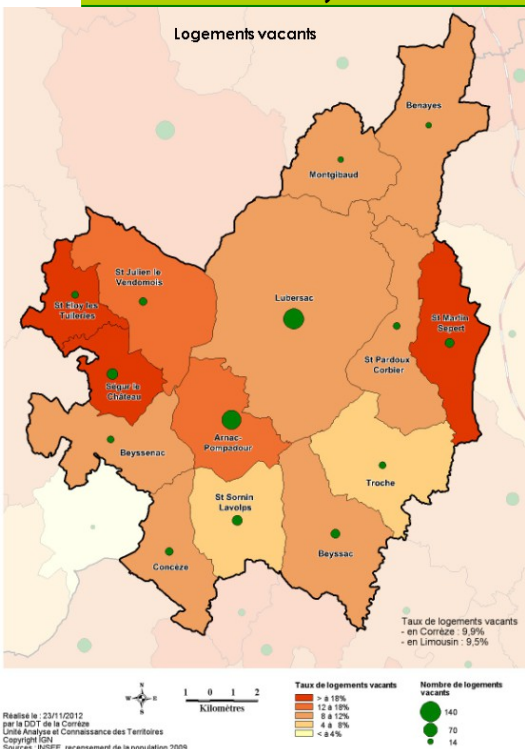 Logements vacants
Benayes
Montgibaud
St Julien le
Vendomois
St Eloy les
Tuileries
Lubersac
St Martin
Sepert
St Pardoux
Corbier
Ségur le
Château
Arnac-
Pompadour
Beyssenac
Troche
St Sornin
Lavolps
Beyssac
Concèze
Taux de logements vacants
- en Corrèze : 9,9%
- en Limousin : 9,5%
1 0 1 2
Kilomètres
N
W E
S
Réalisé le : 23/11/2012
par la DDT de la Corrèze
Unité Analyse et Connaissance des Territoires
Copyright IGN
Sources : INSEE, recensement de la population 2009
Taux de logements vacants
> à 18%
12 à 18%
8 à 12%
4 à 8%
< à 4%
Nombre de logements
vacants
140
70
14